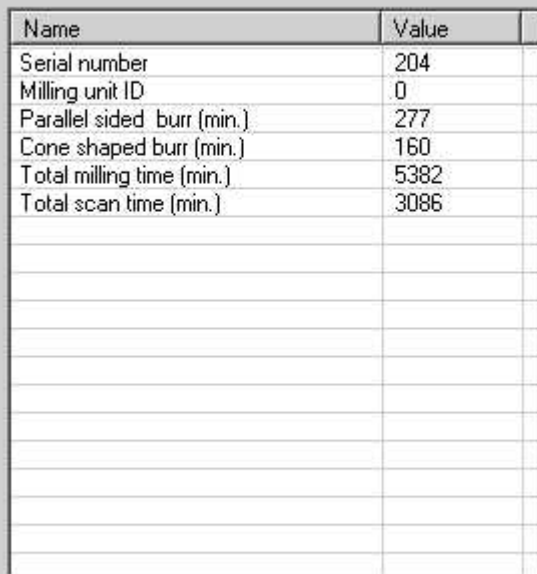 Name Value
Serial number 204
Milling unit ID 0
Parallel sided  burr (min.) 277
Cone shaped burr (min.) 160
Total milling time (min.) 5382
Total scan time (min.) 3086